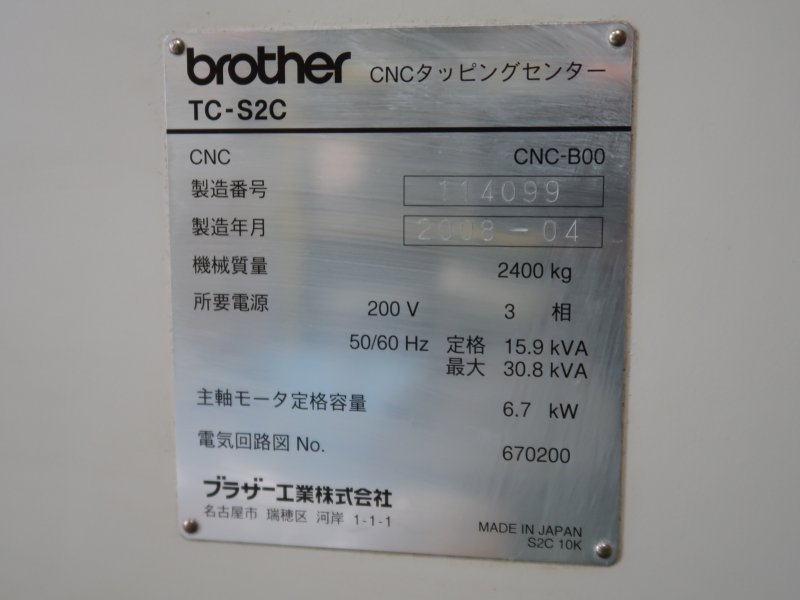 brother CNCタッピングセンター
TC-S2C
CNC CNC-B00
製造番号 114099
製造年月 2008-04
機械質量 2400 kg
所要電源 200 V 3 相
50/60 Hz 定格 15.9 kVA
最大 30.8 kVA
主軸モータ定格容量 6.7 kW
電気回路図 No. 670200
ブラザー工業株式会社
名古屋市 瑞穂区 河岸 1-1-1
MADE IN JAPAN
S2C 10K